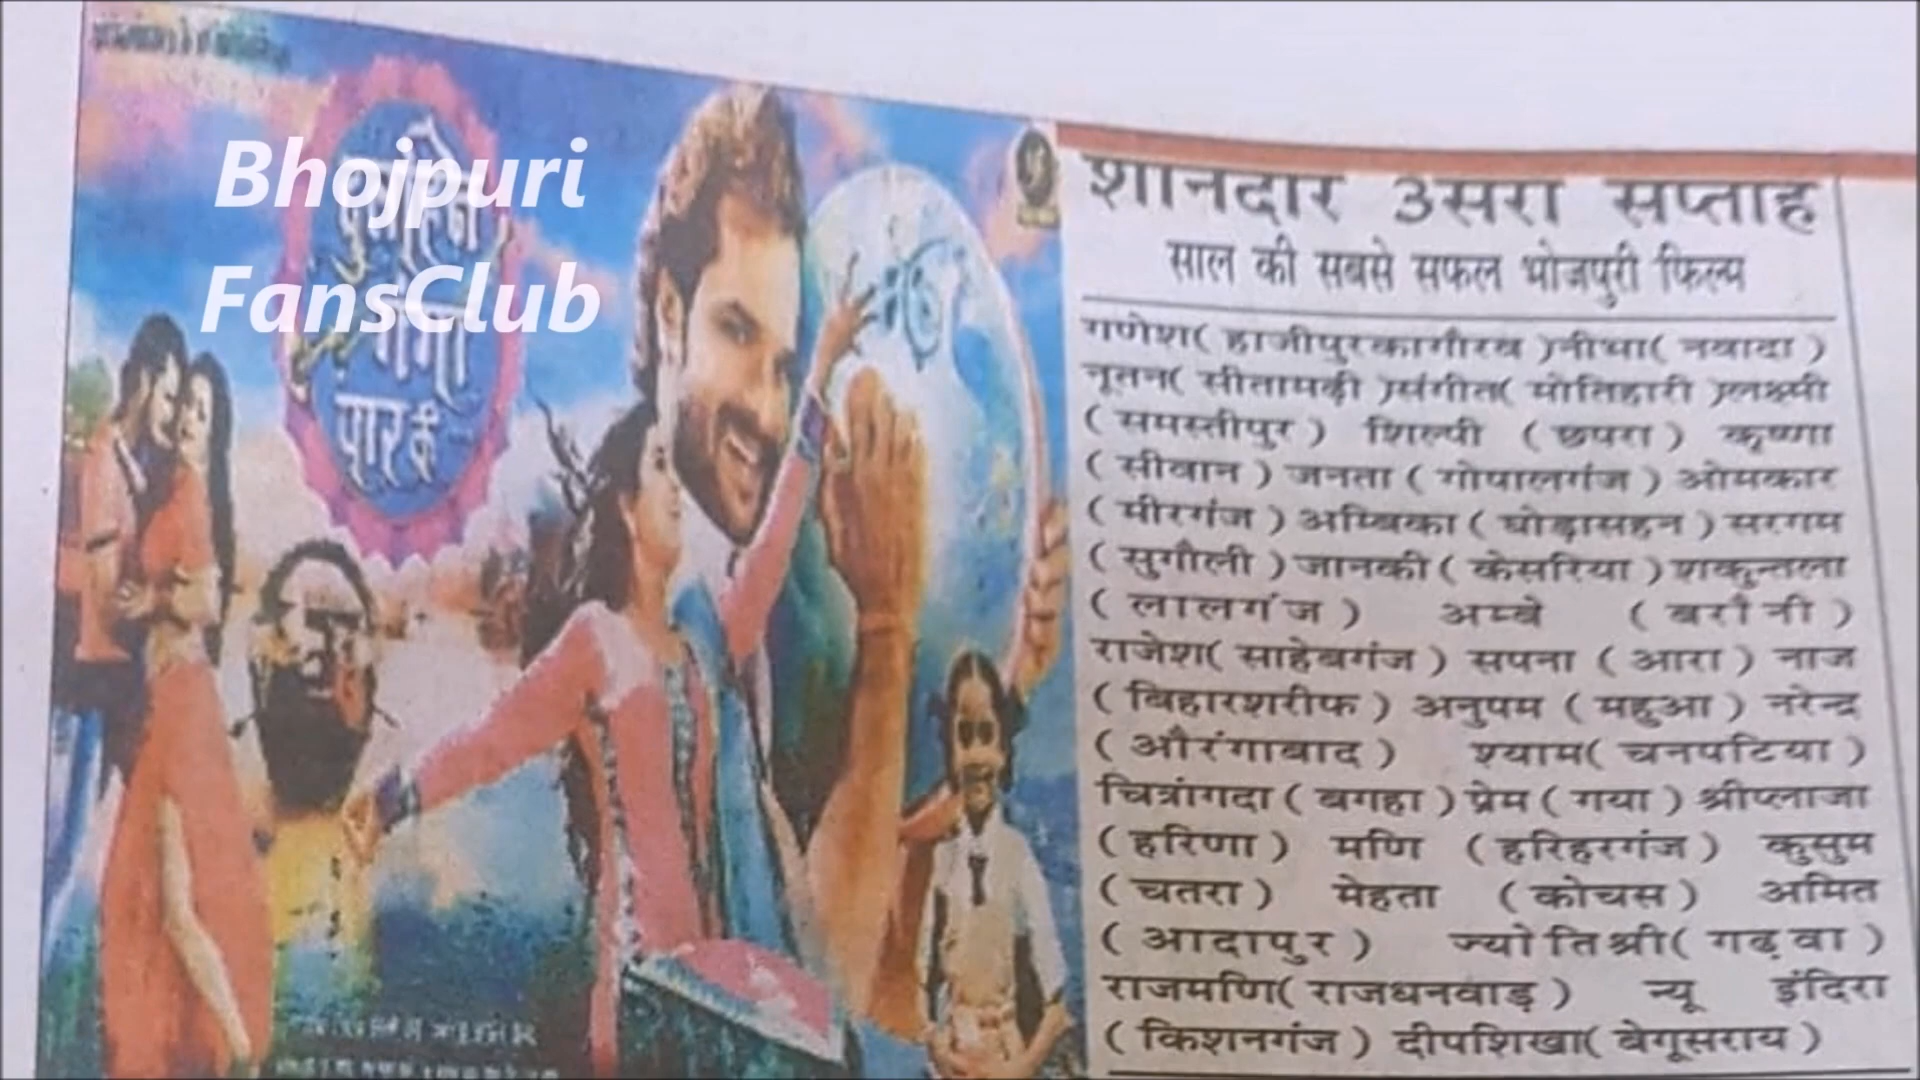 Bhojpuri
FansClub
दुल्हिन
गंगा
पार के
शानदार 3सरा सप्ताह
साल की सबसे सफल भोजपुरी फिल्म
गणेश( हाजीपुरकागौरव )नीभा( नवादा )
नूतन( सीतामढ़ी )संगीत( मोतिहारी )लक्ष्मी
( समस्तीपुर ) शिल्पी ( छपरा ) कृष्णा
( सीवान ) जनता ( गोपालगंज ) ओमकार
( मीरगंज ) अम्बिका ( घोड़ासहन ) सरगम
( सुगौली ) जानकी ( केसरिया ) शकुन्तला
( लालगंज ) अम्बे ( बरौनी )
राजेश( साहेबगंज ) सपना ( आरा ) नाज
( बिहारशरीफ ) अनुपम ( महुआ ) नरेन्द्र
( औरंगाबाद ) श्याम( चनपटिया )
चित्रांगदा ( बगहा ) प्रेम ( गया ) श्रीप्लाजा
( हरिणा ) मणि ( हरिहरगंज ) कुसुम
( चतरा ) मेहता ( कोचस ) अमित
( आदापुर ) ज्योतिश्री( गढ़वा )
राजमणि( राजधनवाड़ ) न्यू इंदिरा
( किशनगंज ) दीपशिखा( बेगूसराय )